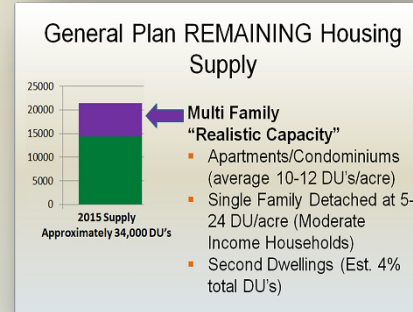 General Plan REMAINING Housing
Supply
25000
20000
15000
10000
5000
0
2015 Supply
Approximately 34,000 DU's
Multi Family
“Realistic Capacity”
Apartments/Condominiums
(average 10-12 DU's/acre)
Single Family Detached at 5-
24 DU/acre (Moderate
Income Households)
Second Dwellings (Est. 4%
total DU's)